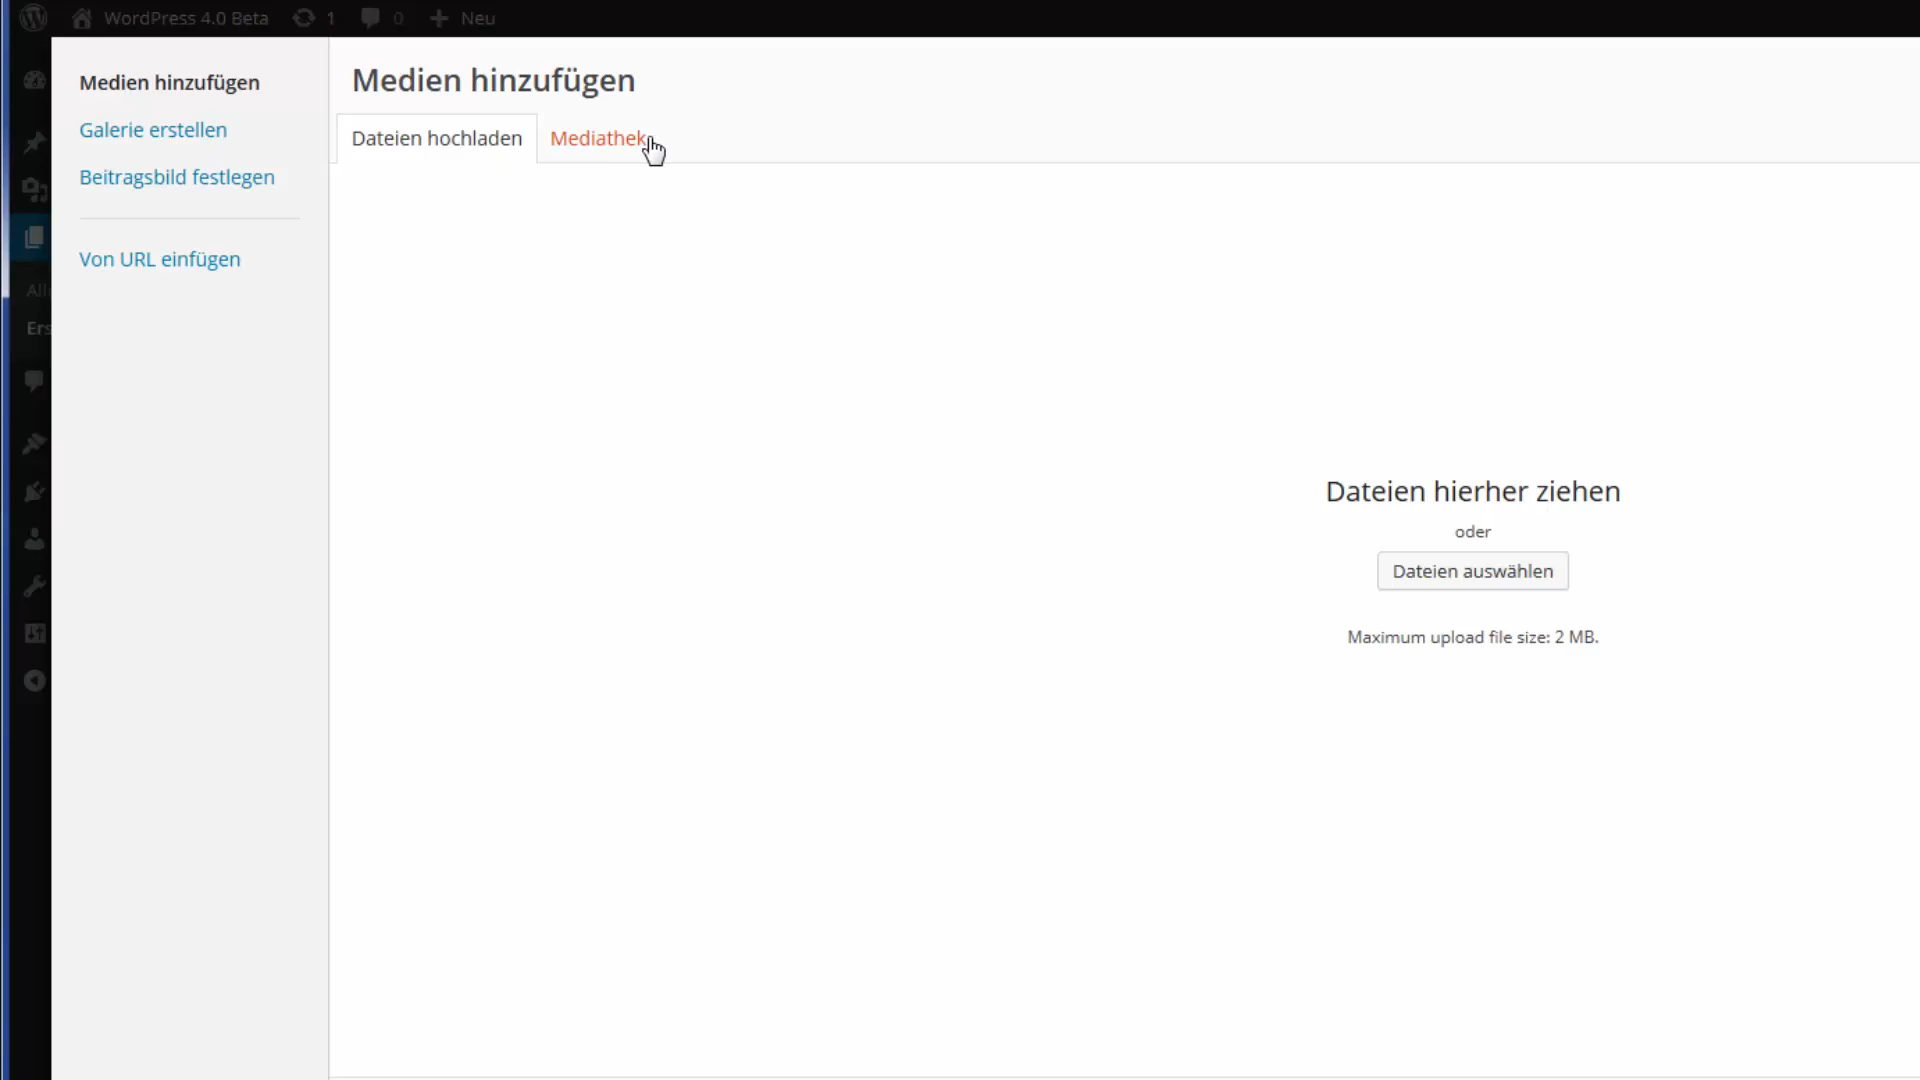 WordPress 4.0 Beta 1 0 Neu
Medien hinzufügen
Galerie erstellen
Beitragsbild festlegen
Von URL einfügen
Medien hinzufügen
Dateien hochladen Mediathek
Dateien hierher ziehen
oder
Dateien auswählen
Maximum upload file size: 2 MB.